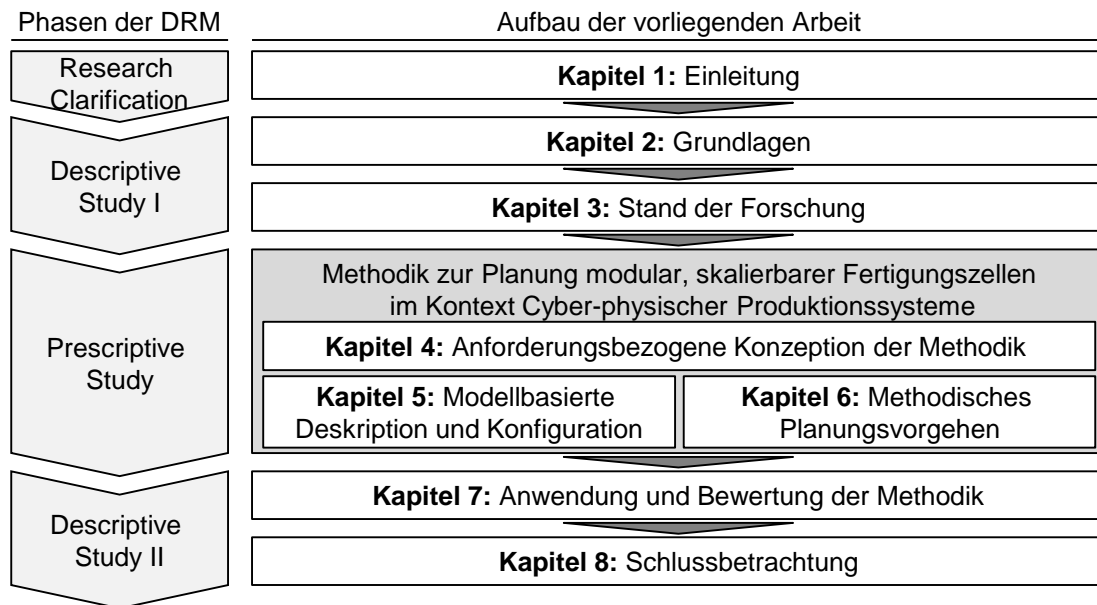 Phasen der DRM
Aufbau der vorliegenden Arbeit
Research
Clarification
Kapitel 1: Einleitung
Descriptive
Study I
Kapitel 2: Grundlagen
Kapitel 3: Stand der Forschung
Prescriptive
Study
Methodik zur Planung modular, skalierbarer Fertigungszellen
im Kontext Cyber-physischer Produktionssysteme
Kapitel 4: Anforderungsbezogene Konzeption der Methodik
Kapitel 5: Modellbasierte
Deskription und Konfiguration
Kapitel 6: Methodisches
Planungsvorgehen
Descriptive
Study II
Kapitel 7: Anwendung und Bewertung der Methodik
Kapitel 8: Schlussbetrachtung